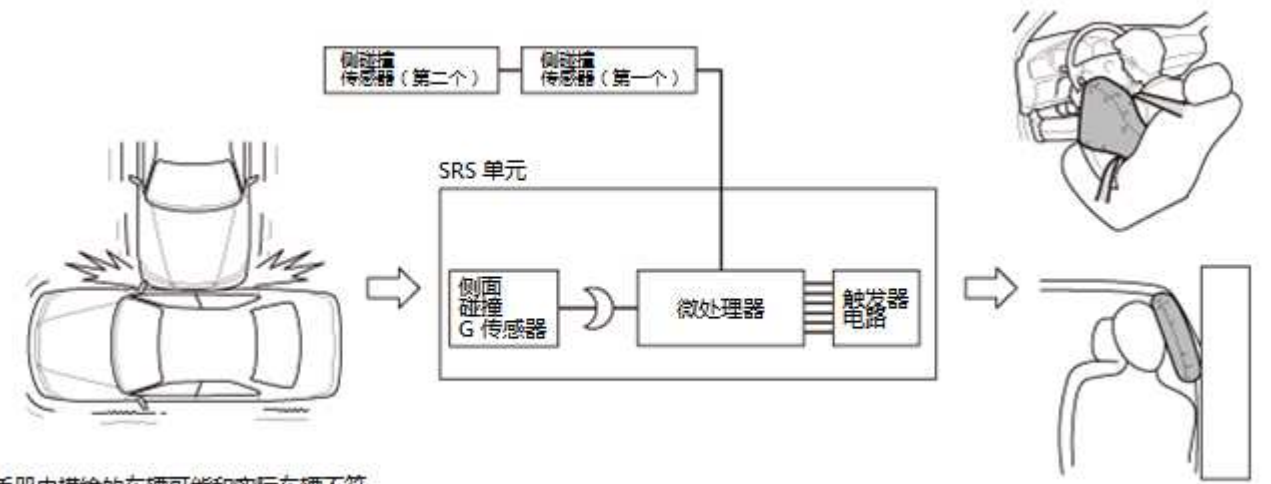 侧碰撞
传感器（第二个）
侧碰撞
传感器（第一个）
SRS 单元
侧面
碰撞
G 传感器
微处理器
触发器
电路